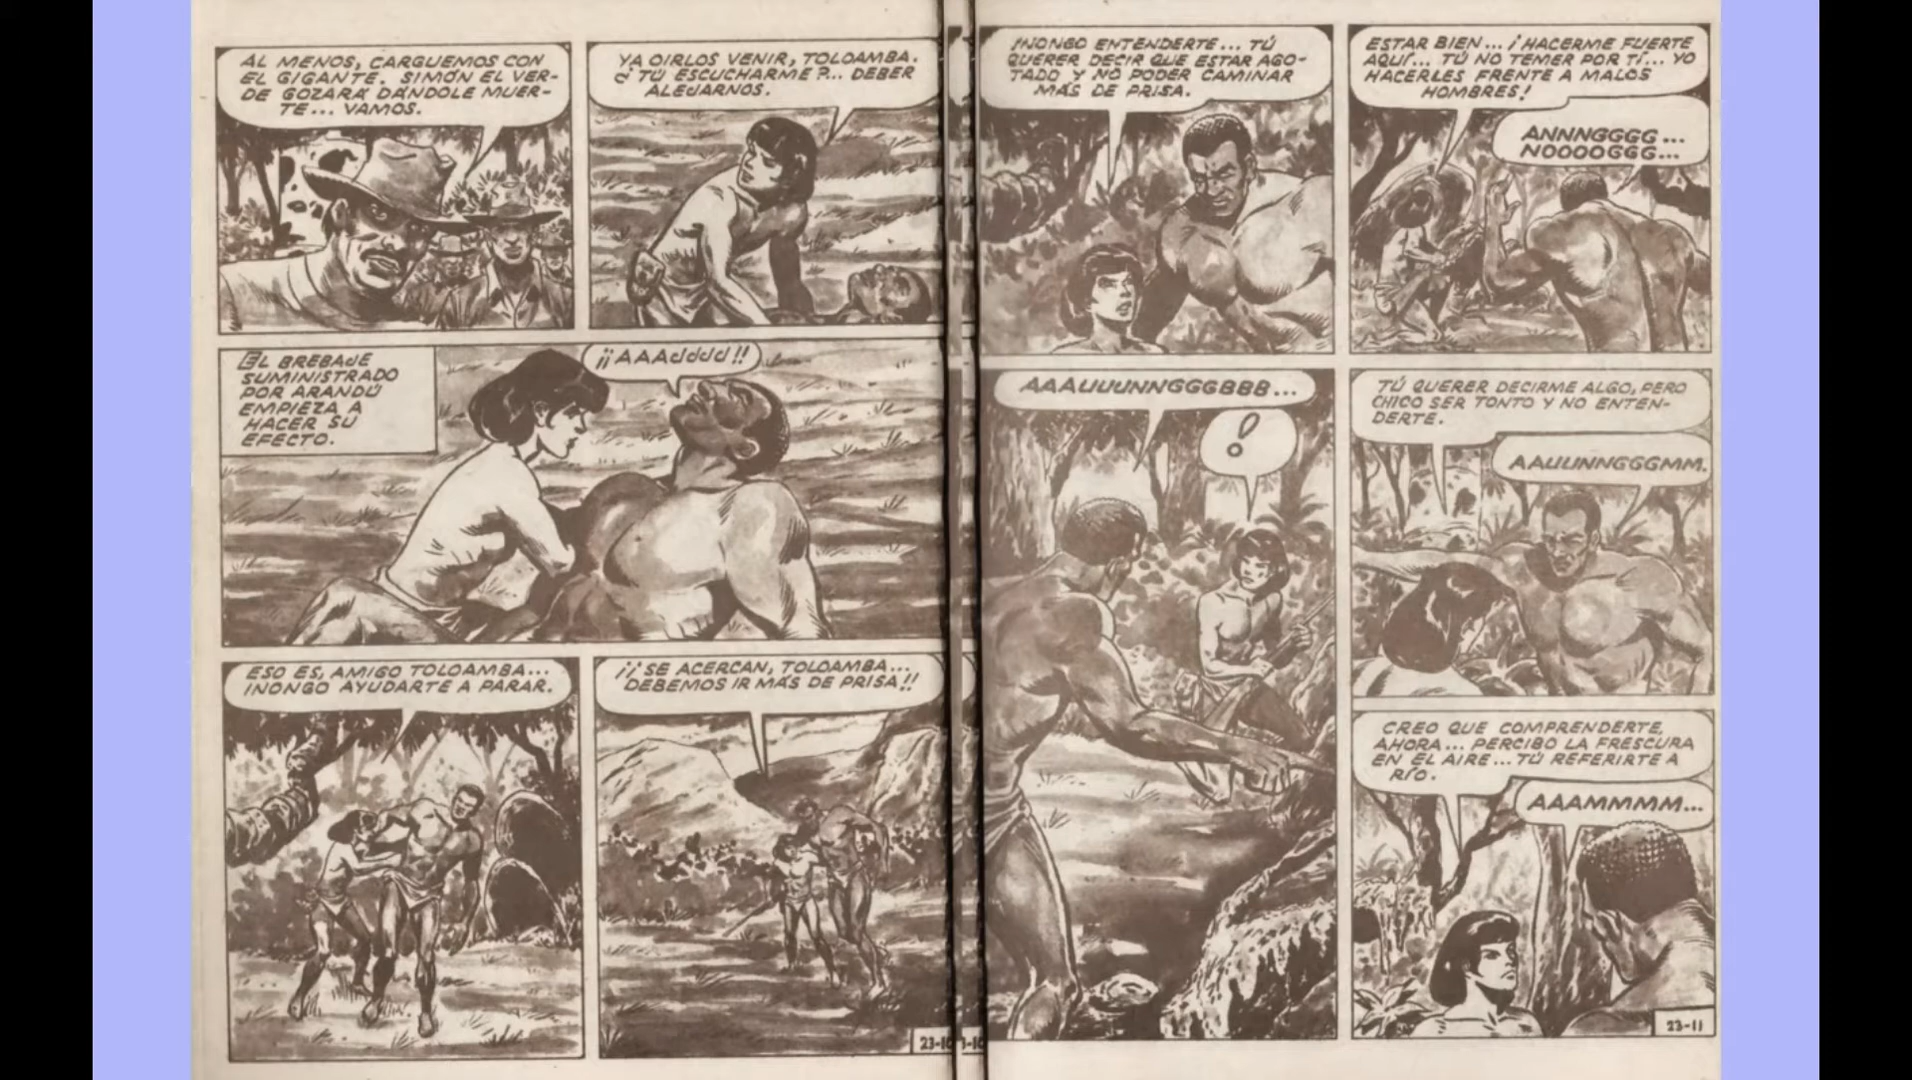 AL MENOS, CARGUEMOS CON
EL GIGANTE. SIMÓN EL VER-
DE GOZARÁ DÁNDOLE MUER-
TE... VAMOS.
YA OIRLOS VENIR, TOLOAMBA.
¿TÚ ESCUCHARME?... DEBER
ALEJARNOS.
EL BREBAJE
SUMINISTRADO
POR ARANDÚ
EMPIEZA A
HACER SU
EFECTO.
¡¡AAAJJJJ!!
ESO ES, AMIGO TOLOAMBA...
INONGO AYUDARTE A PARAR.
¡¡SE ACERCAN, TOLOAMBA...
DEBEMOS IR MÁS DE PRISA!!
23-10
INONGO ENTENDERTE... TÚ
QUERER DECIR QUE ESTAR AGO-
TADO Y NO PODER CAMINAR
MÁS DE PRISA.
ESTAR BIEN... ¡HACERME FUERTE
AQUÍ... TÚ NO TEMER POR TÍ... YO
HACERLES FRENTE A MALOS
HOMBRES!
ANNNGGGG...
NOOOOGGG...
AAAUUUNNGGGBBB...
!
TÚ QUERER DECIRME ALGO, PERO
CHICO SER TONTO Y NO ENTEN-
DERTE.
AAUUNNGGGMM.
CREO QUE COMPRENDERTE,
AHORA... PERCIBO LA FRESCURA
EN EL AIRE... TÚ REFERIRTE A
RÍO.
AAAMMMM...
23-11